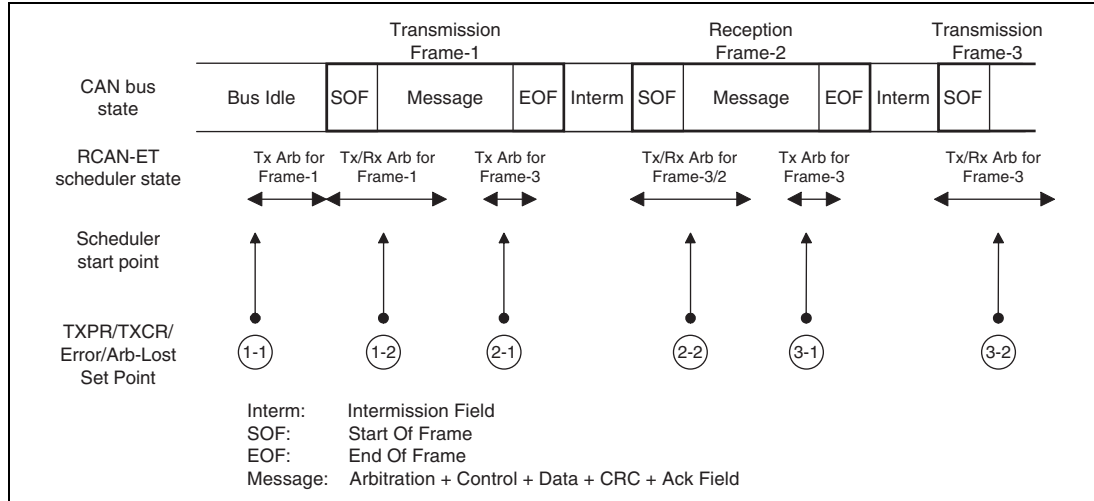 Transmission
Frame-1
Reception
Frame-2
Transmission
Frame-3
CAN bus
state
Bus Idle
SOF
Message
EOF
Interm
SOF
Message
EOF
Interm
SOF
RCAN-ET
scheduler state
Tx Arb for
Frame-1
Tx/Rx Arb for
Frame-1
Tx Arb for
Frame-3
Tx/Rx Arb for
Frame-3/2
Tx Arb for
Frame-3
Tx/Rx Arb for
Frame-3
Scheduler
start point
TXPR/TXCR/
Error/Arb-Lost
Set Point
1-1
1-2
2-1
2-2
3-1
3-2
Interm: Intermission Field
SOF: Start Of Frame
EOF: End Of Frame
Message: Arbitration + Control + Data + CRC + Ack Field